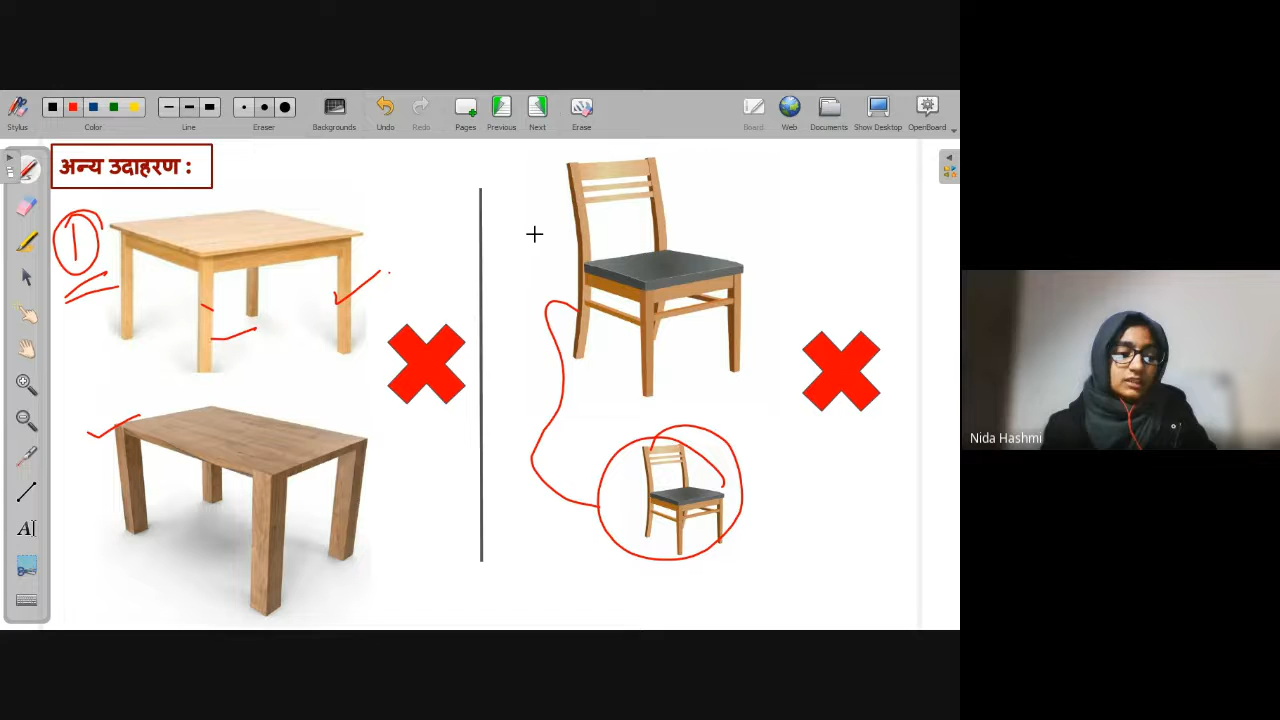 Stylus
Color
Line
Eraser
Backgrounds
Undo
Redo
Pages
Previous
Next
Erase
Board
Web
Documents
Show Desktop
OpenBoard
अन्य उदाहरण :
1
A
Nida Hashmi